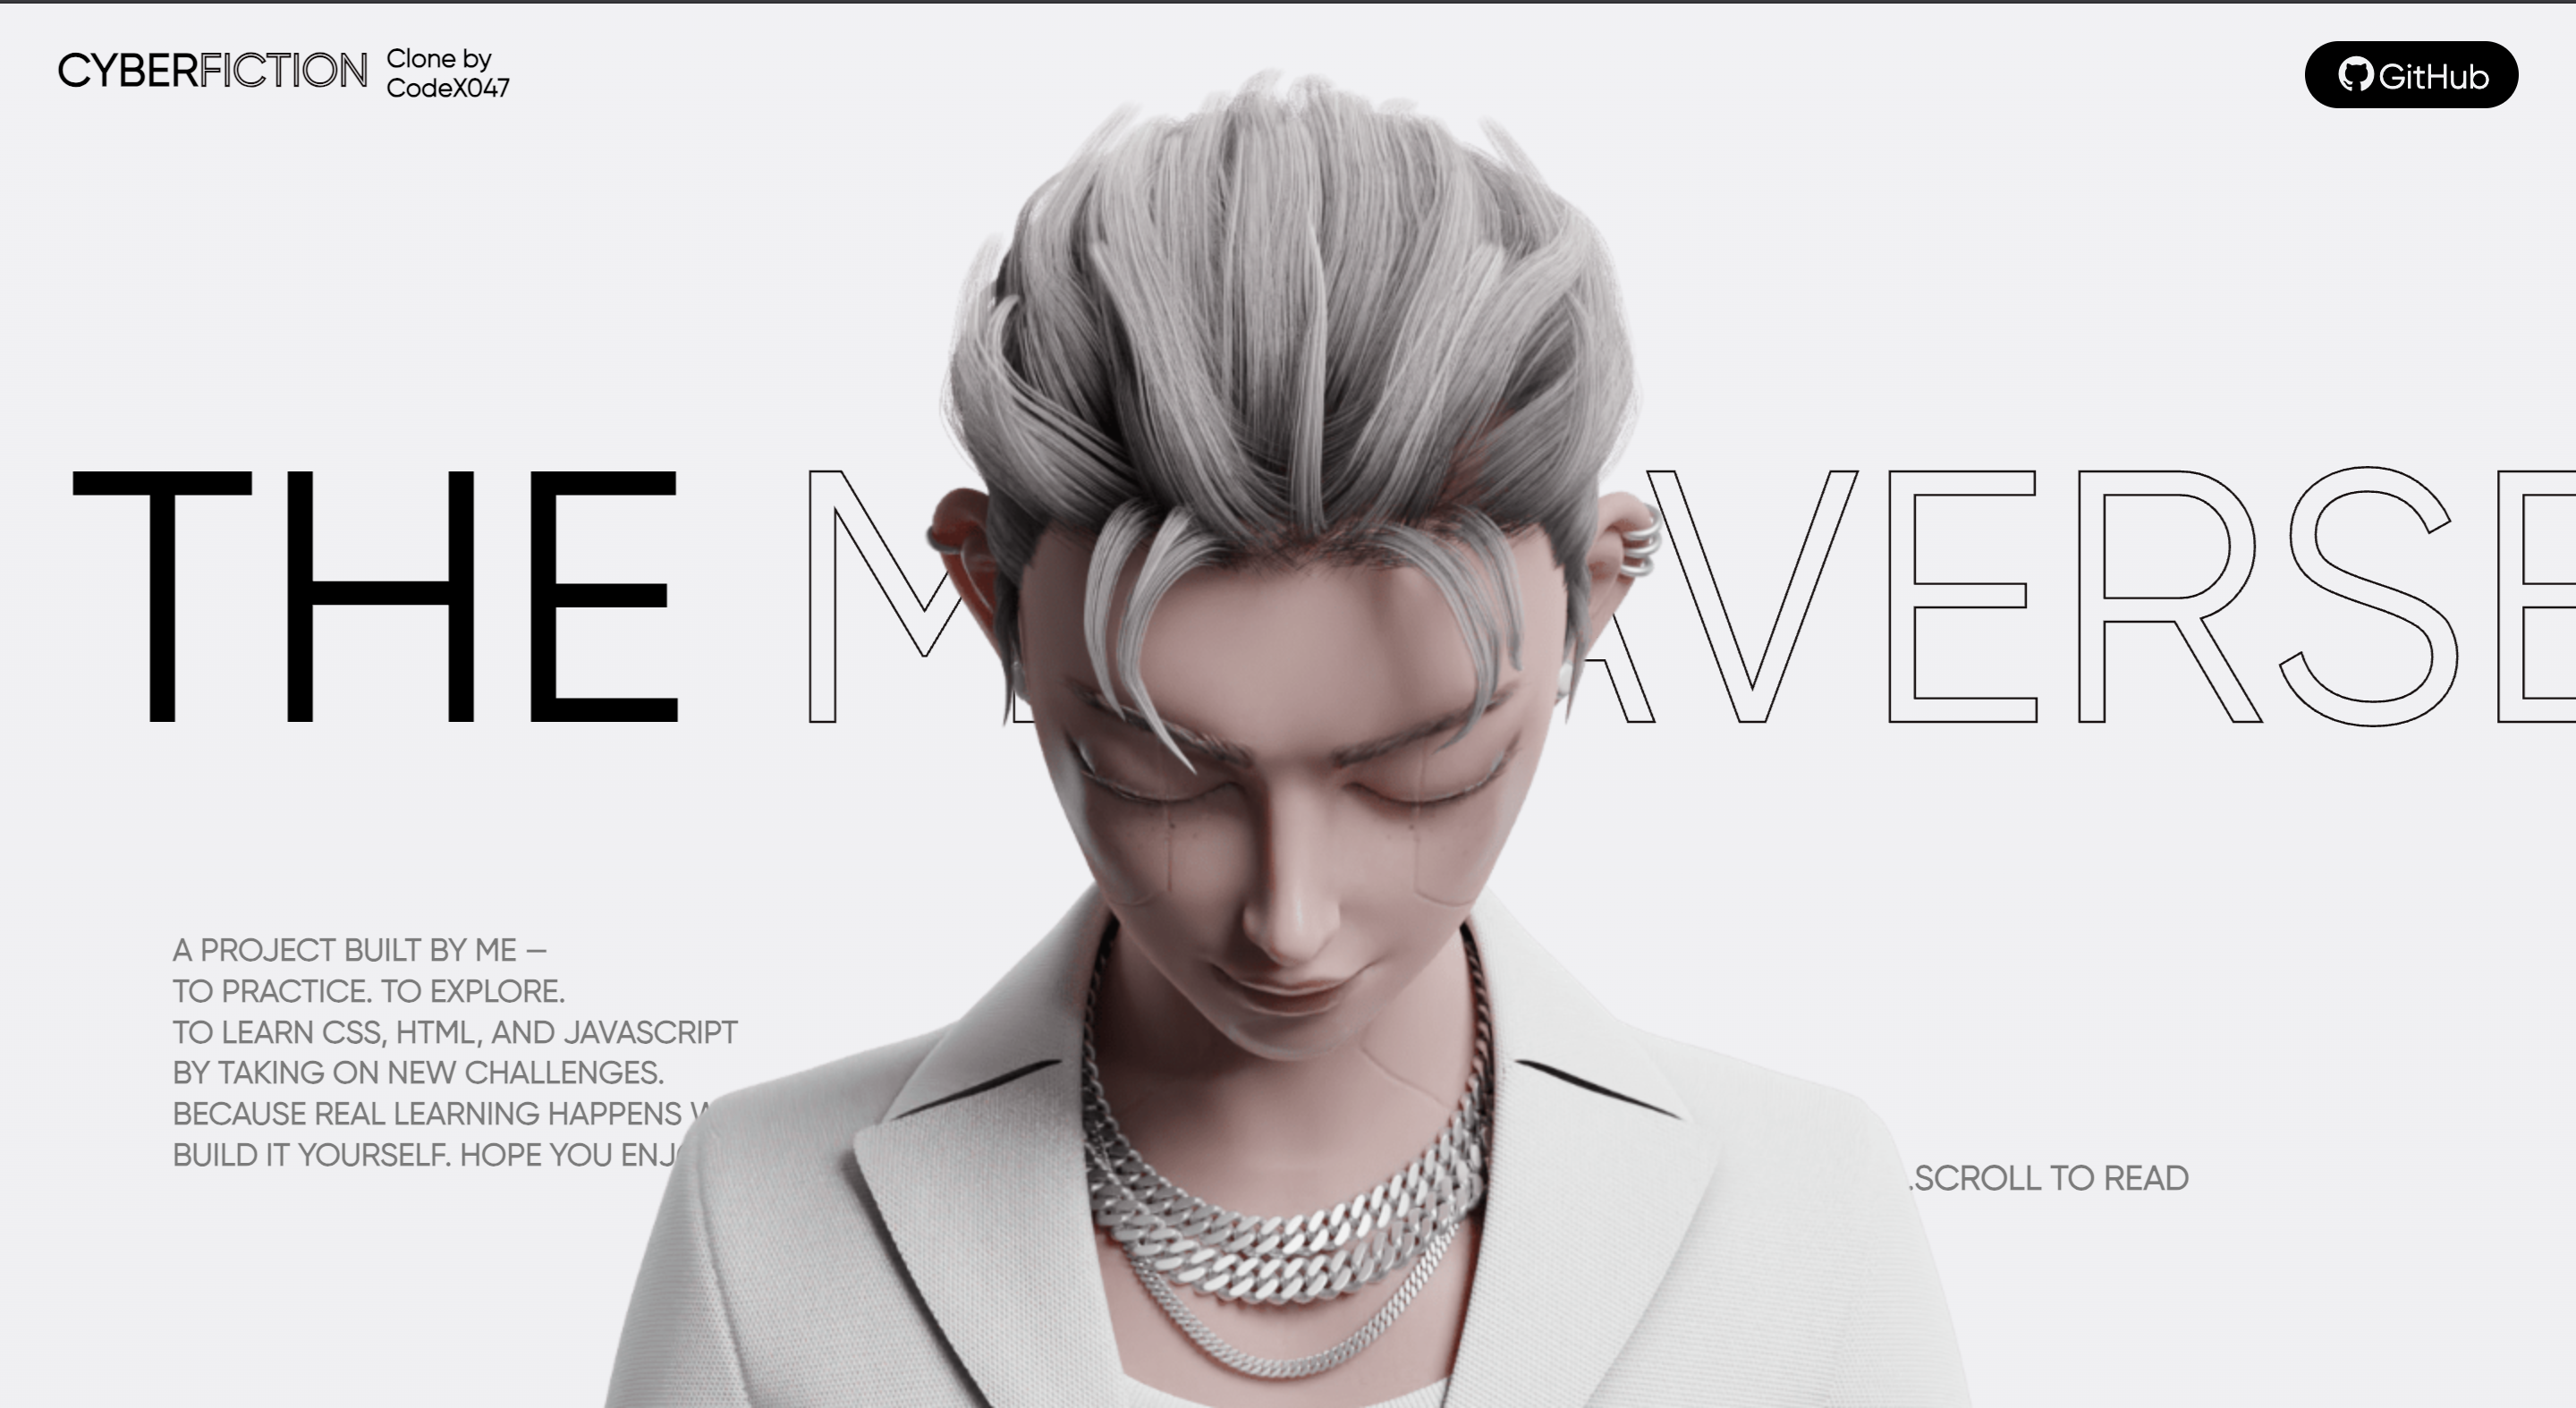 CYBERFICTION
Clone by
CodeX047
GitHub
THE M AVERSE
A PROJECT BUILT BY ME —
TO PRACTICE. TO EXPLORE.
TO LEARN CSS, HTML, AND JAVASCRIPT
BY TAKING ON NEW CHALLENGES.
BECAUSE REAL LEARNING HAPPENS
BUILD IT YOURSELF. HOPE YOU
.SCROLL TO READ